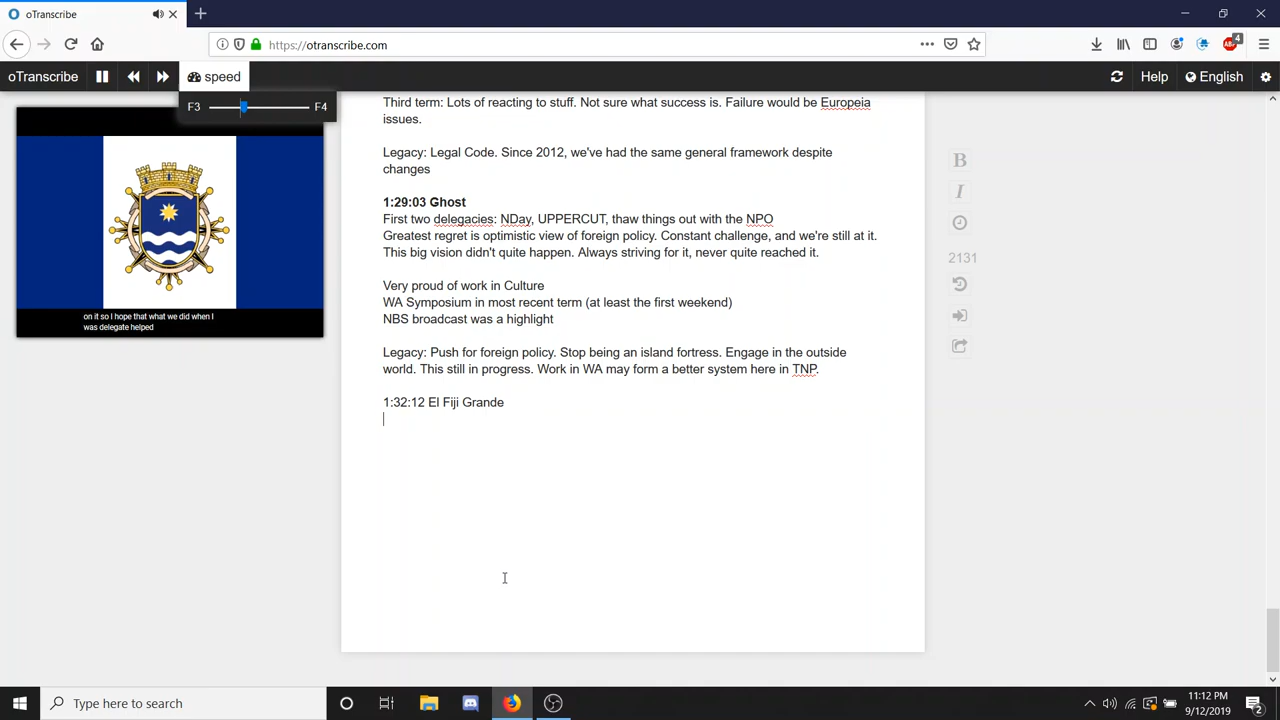 oTranscribe
https://otranscribe.com
4
oTranscribe
speed
Help
English
F3
F4
on it so I hope that what we did when I
was delegate helped
Third term: Lots of reacting to stuff. Not sure what success is. Failure would be Europeia
issues.
Legacy: Legal Code. Since 2012, we've had the same general framework despite
changes
1:29:03 Ghost
First two delegacies: NDay, UPPERCUT, thaw things out with the NPO
Greatest regret is optimistic view of foreign policy. Constant challenge, and we're still at it.
This big vision didn't quite happen. Always striving for it, never quite reached it.
Very proud of work in Culture
WA Symposium in most recent term (at least the first weekend)
NBS broadcast was a highlight
Legacy: Push for foreign policy. Stop being an island fortress. Engage in the outside
world. This still in progress. Work in WA may form a better system here in TNP.
1:32:12 El Fiji Grande
B
I
2131
Type here to search
11:12 PM
9/12/2019
2